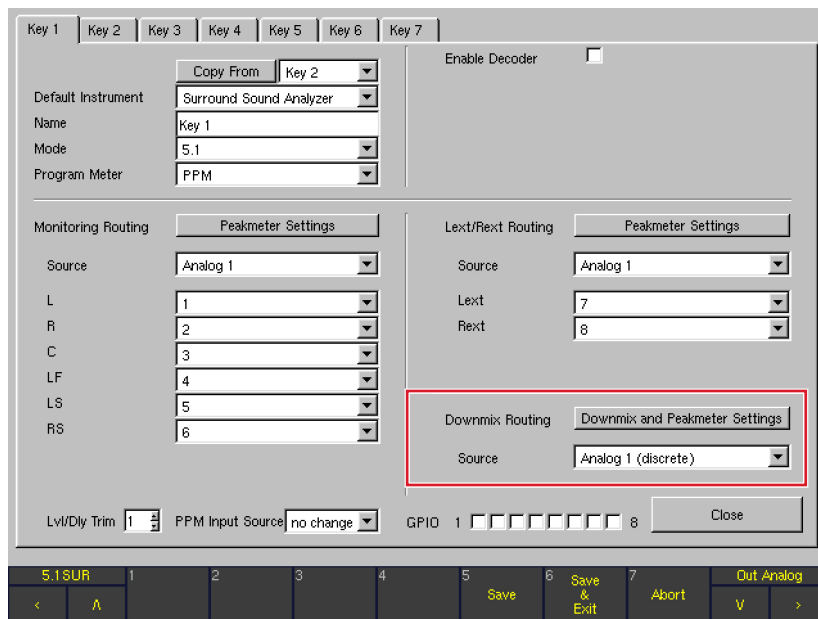 Key 1 Key 2 Key 3 Key 4 Key 5 Key 6 Key 7
Copy From Key 2
Default Instrument Surround Sound Analyzer
Name Key 1
Mode 5.1
Program Meter PPM
Enable Decoder
Monitoring Routing Peakmeter Settings
Source Analog 1
L 1
R 2
C 3
LF 4
LS 5
RS 6
Lext/Rext Routing Peakmeter Settings
Source Analog 1
Lext 7
Rext 8
Downmix Routing Downmix and Peakmeter Settings
Source Analog 1 (discrete)
Lvl/Dly Trim 1 PPM Input Source no change GPIO 1 8 Close
5.1SUR 1 2 3 4 5 Save 6 Save & Exit 7 Abort Out Analog
< Λ V >